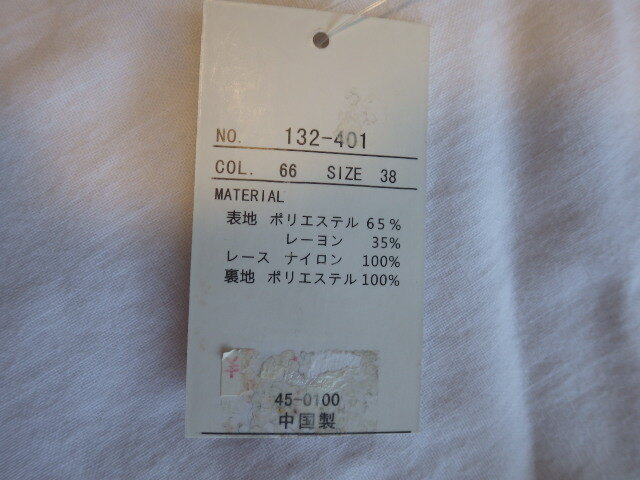 NO. 132-401
COL. 66 SIZE 38
MATERIAL
表地 ポリエステル 65%
レーヨン 35%
レース ナイロン 100%
裏地 ポリエステル 100%
¥
45-0100
中国製